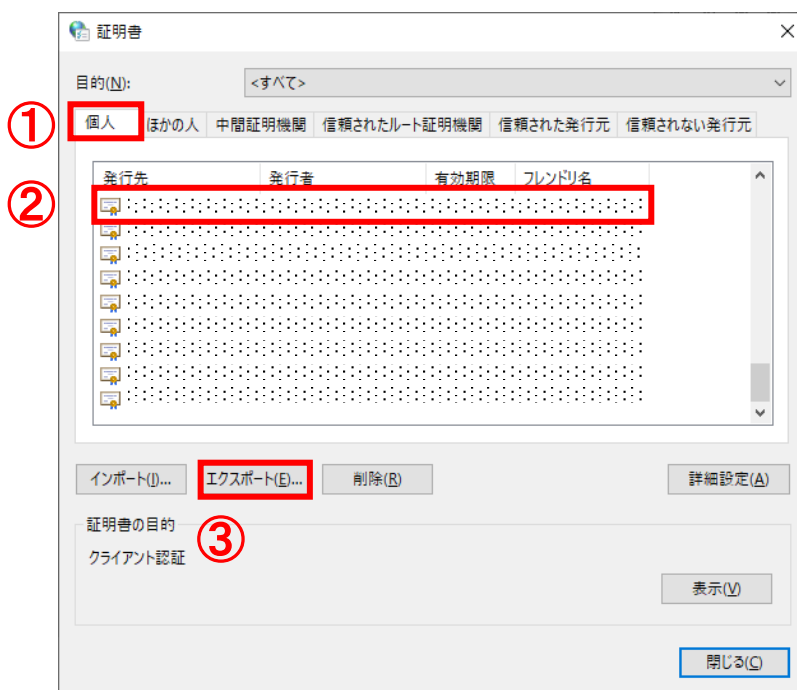 証明書
目的(N):
<すべて>
①
個人
ほかの人
中間証明機関
信頼されたルート証明機関
信頼された発行元
信頼されない発行元
発行先
発行者
有効期限
フレンドリ名
②
インポート(I)...
エクスポート(E)...
削除(R)
詳細設定(A)
証明書の目的
③
クライアント認証
表示(V)
閉じる(C)